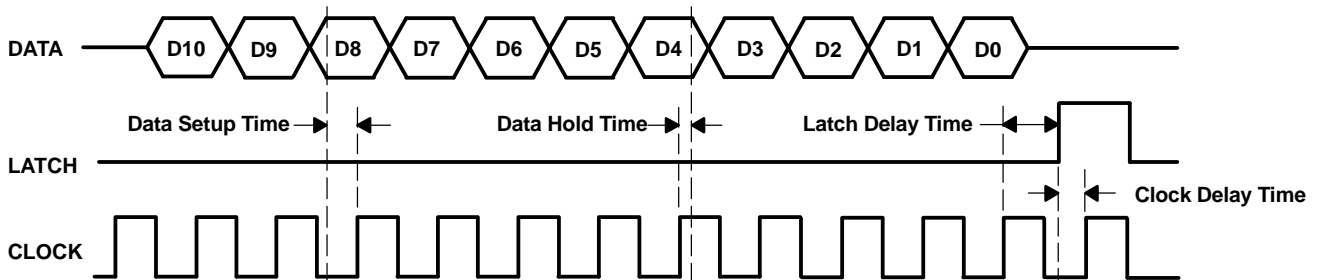 DATA
D10 D9 D8 D7 D6 D5 D4 D3 D2 D1 D0
Data Setup Time
Data Hold Time
Latch Delay Time
LATCH
Clock Delay Time
CLOCK